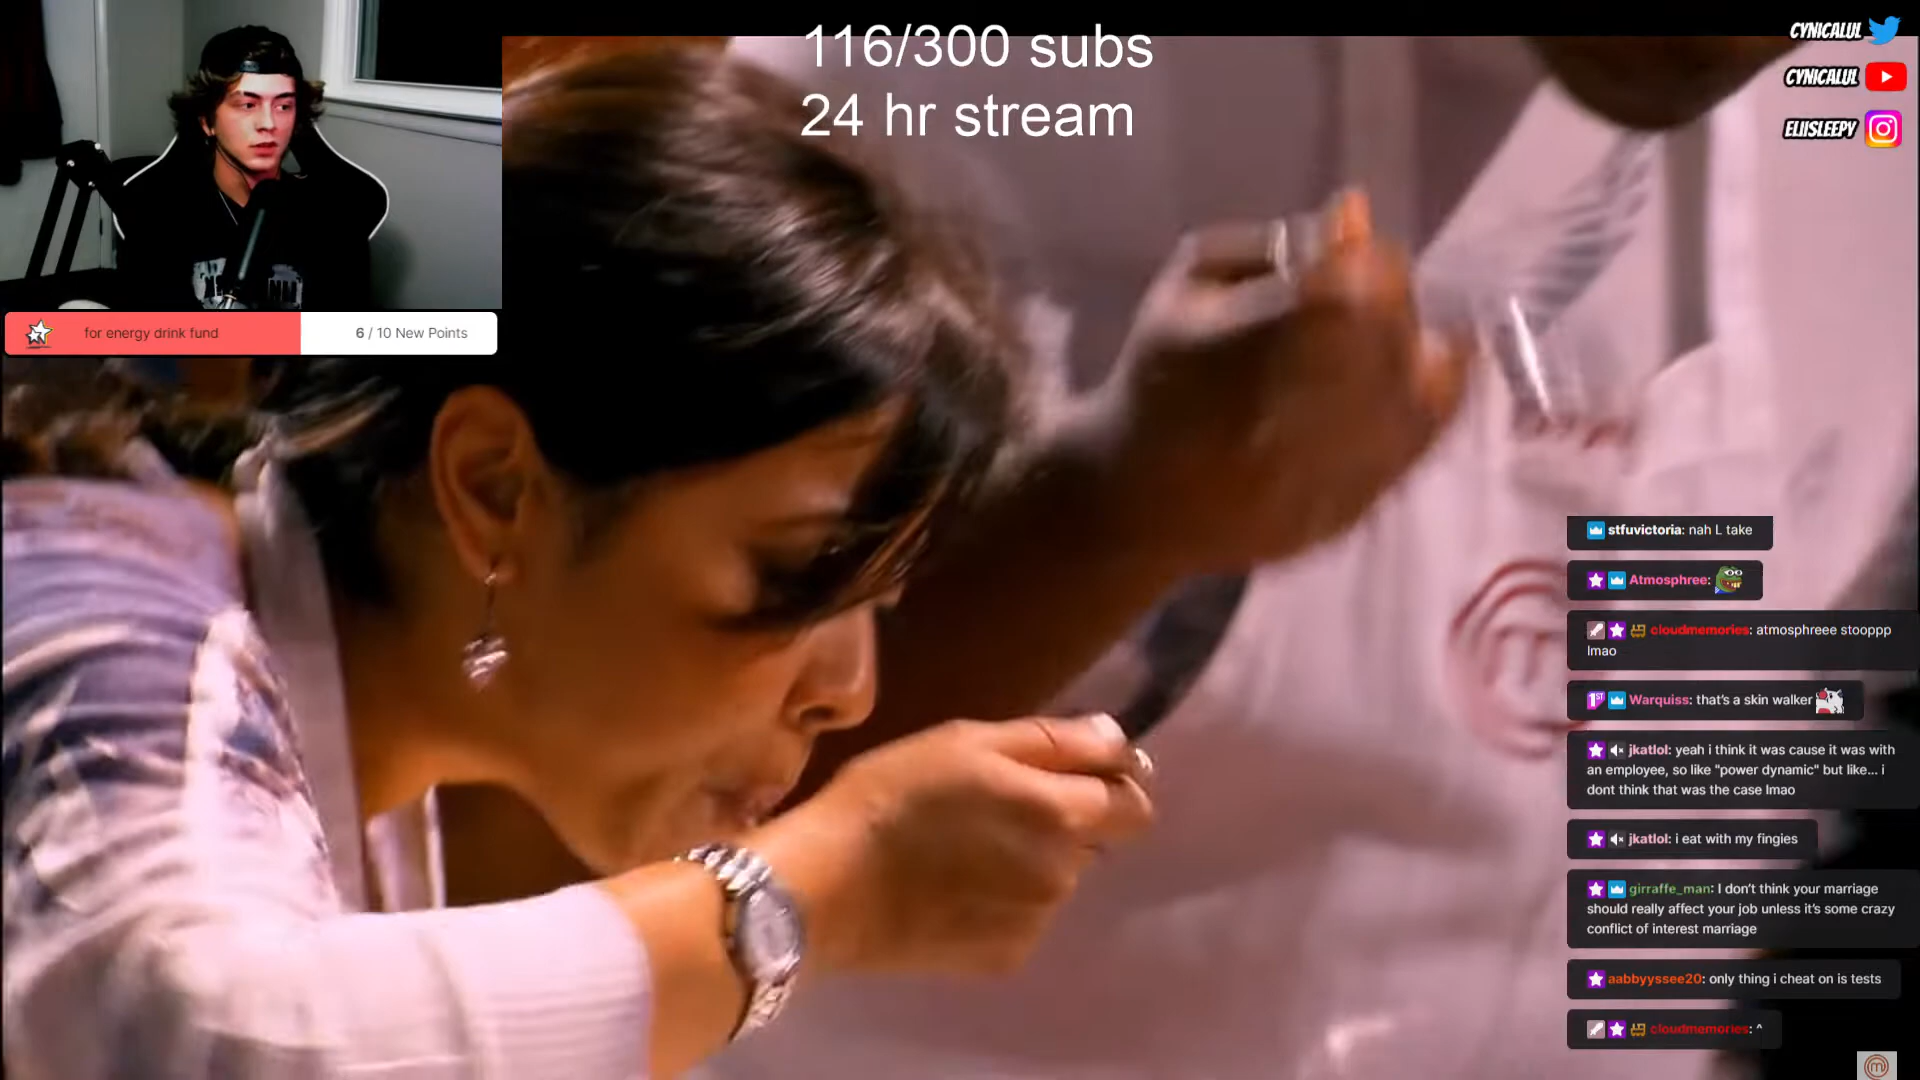 116/300 subs
24 hr stream
CYNICALUL
CYNICALUL
ELIISLEEPY
for energy drink fund
6 / 10 New Points
stfuvictoria: nah L take
Atmosphree:
cloudmemories: atmosphreee stooppp
lmao
Warquiss: that's a skin walker
jkatlol: yeah i think it was cause it was with
an employee, so like "power dynamic" but like... i
dont think that was the case lmao
jkatlol: i eat with my fingies
girraffe_man: I don't think your marriage
should really affect your job unless it's some crazy
conflict of interest marriage
aabbyyssee20: only thing i cheat on is tests
cloudmemories: ^